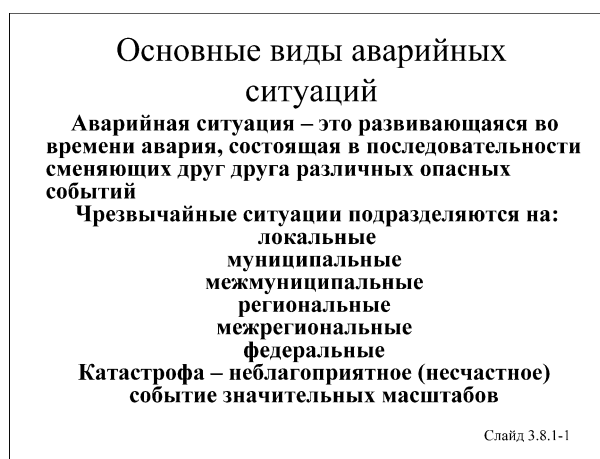 Основные виды аварийных
ситуаций
Аварийная ситуация – это развивающаяся во
времени авария, состоящая в последовательности
сменяющих друг друга различных опасных
событий
Чрезвычайные ситуации подразделяются на:
локальные
муниципальные
межмуниципальные
региональные
межрегиональные
федеральные
Катастрофа – неблагоприятное (несчастное)
событие значительных масштабов
Слайд 3.8.1-1